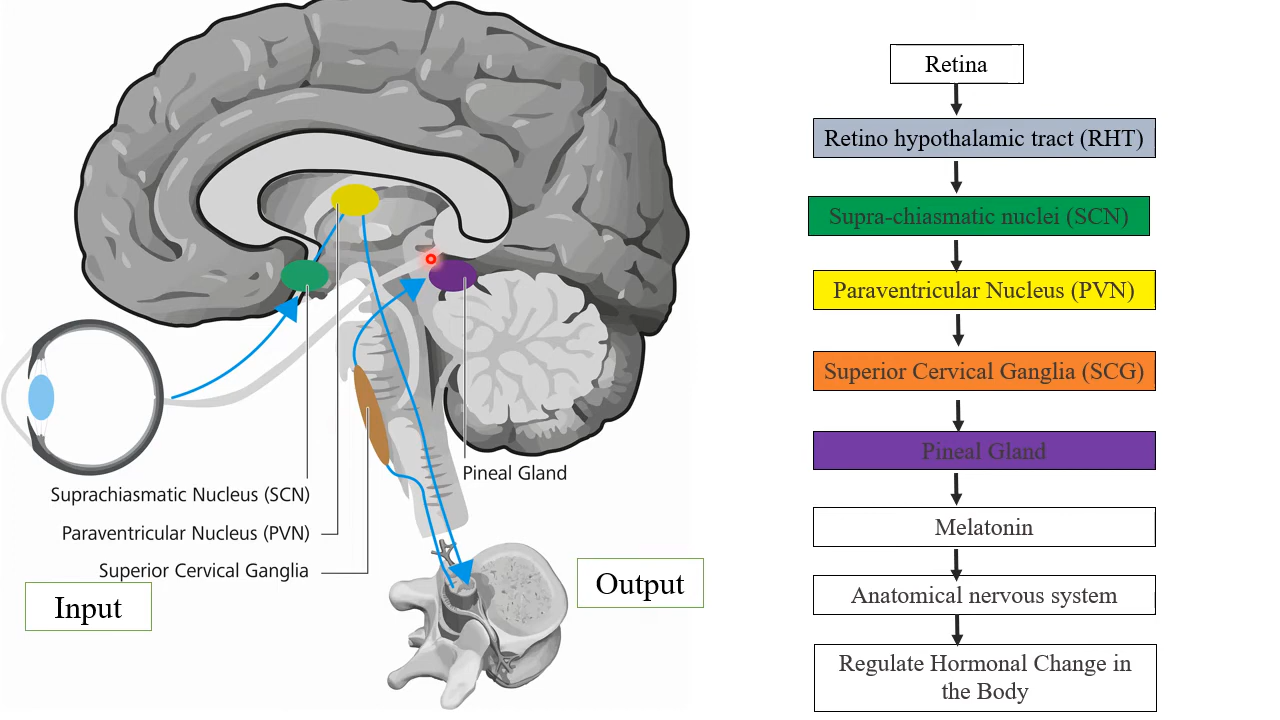 Suprachiasmatic Nucleus (SCN)
Paraventricular Nucleus (PVN)
Superior Cervical Ganglia
Pineal Gland
Input
Output
Retina
Retino hypothalamic tract (RHT)
Supra-chiasmatic nuclei (SCN)
Paraventricular Nucleus (PVN)
Superior Cervical Ganglia (SCG)
Pineal Gland
Melatonin
Anatomical nervous system
Regulate Hormonal Change in
the Body